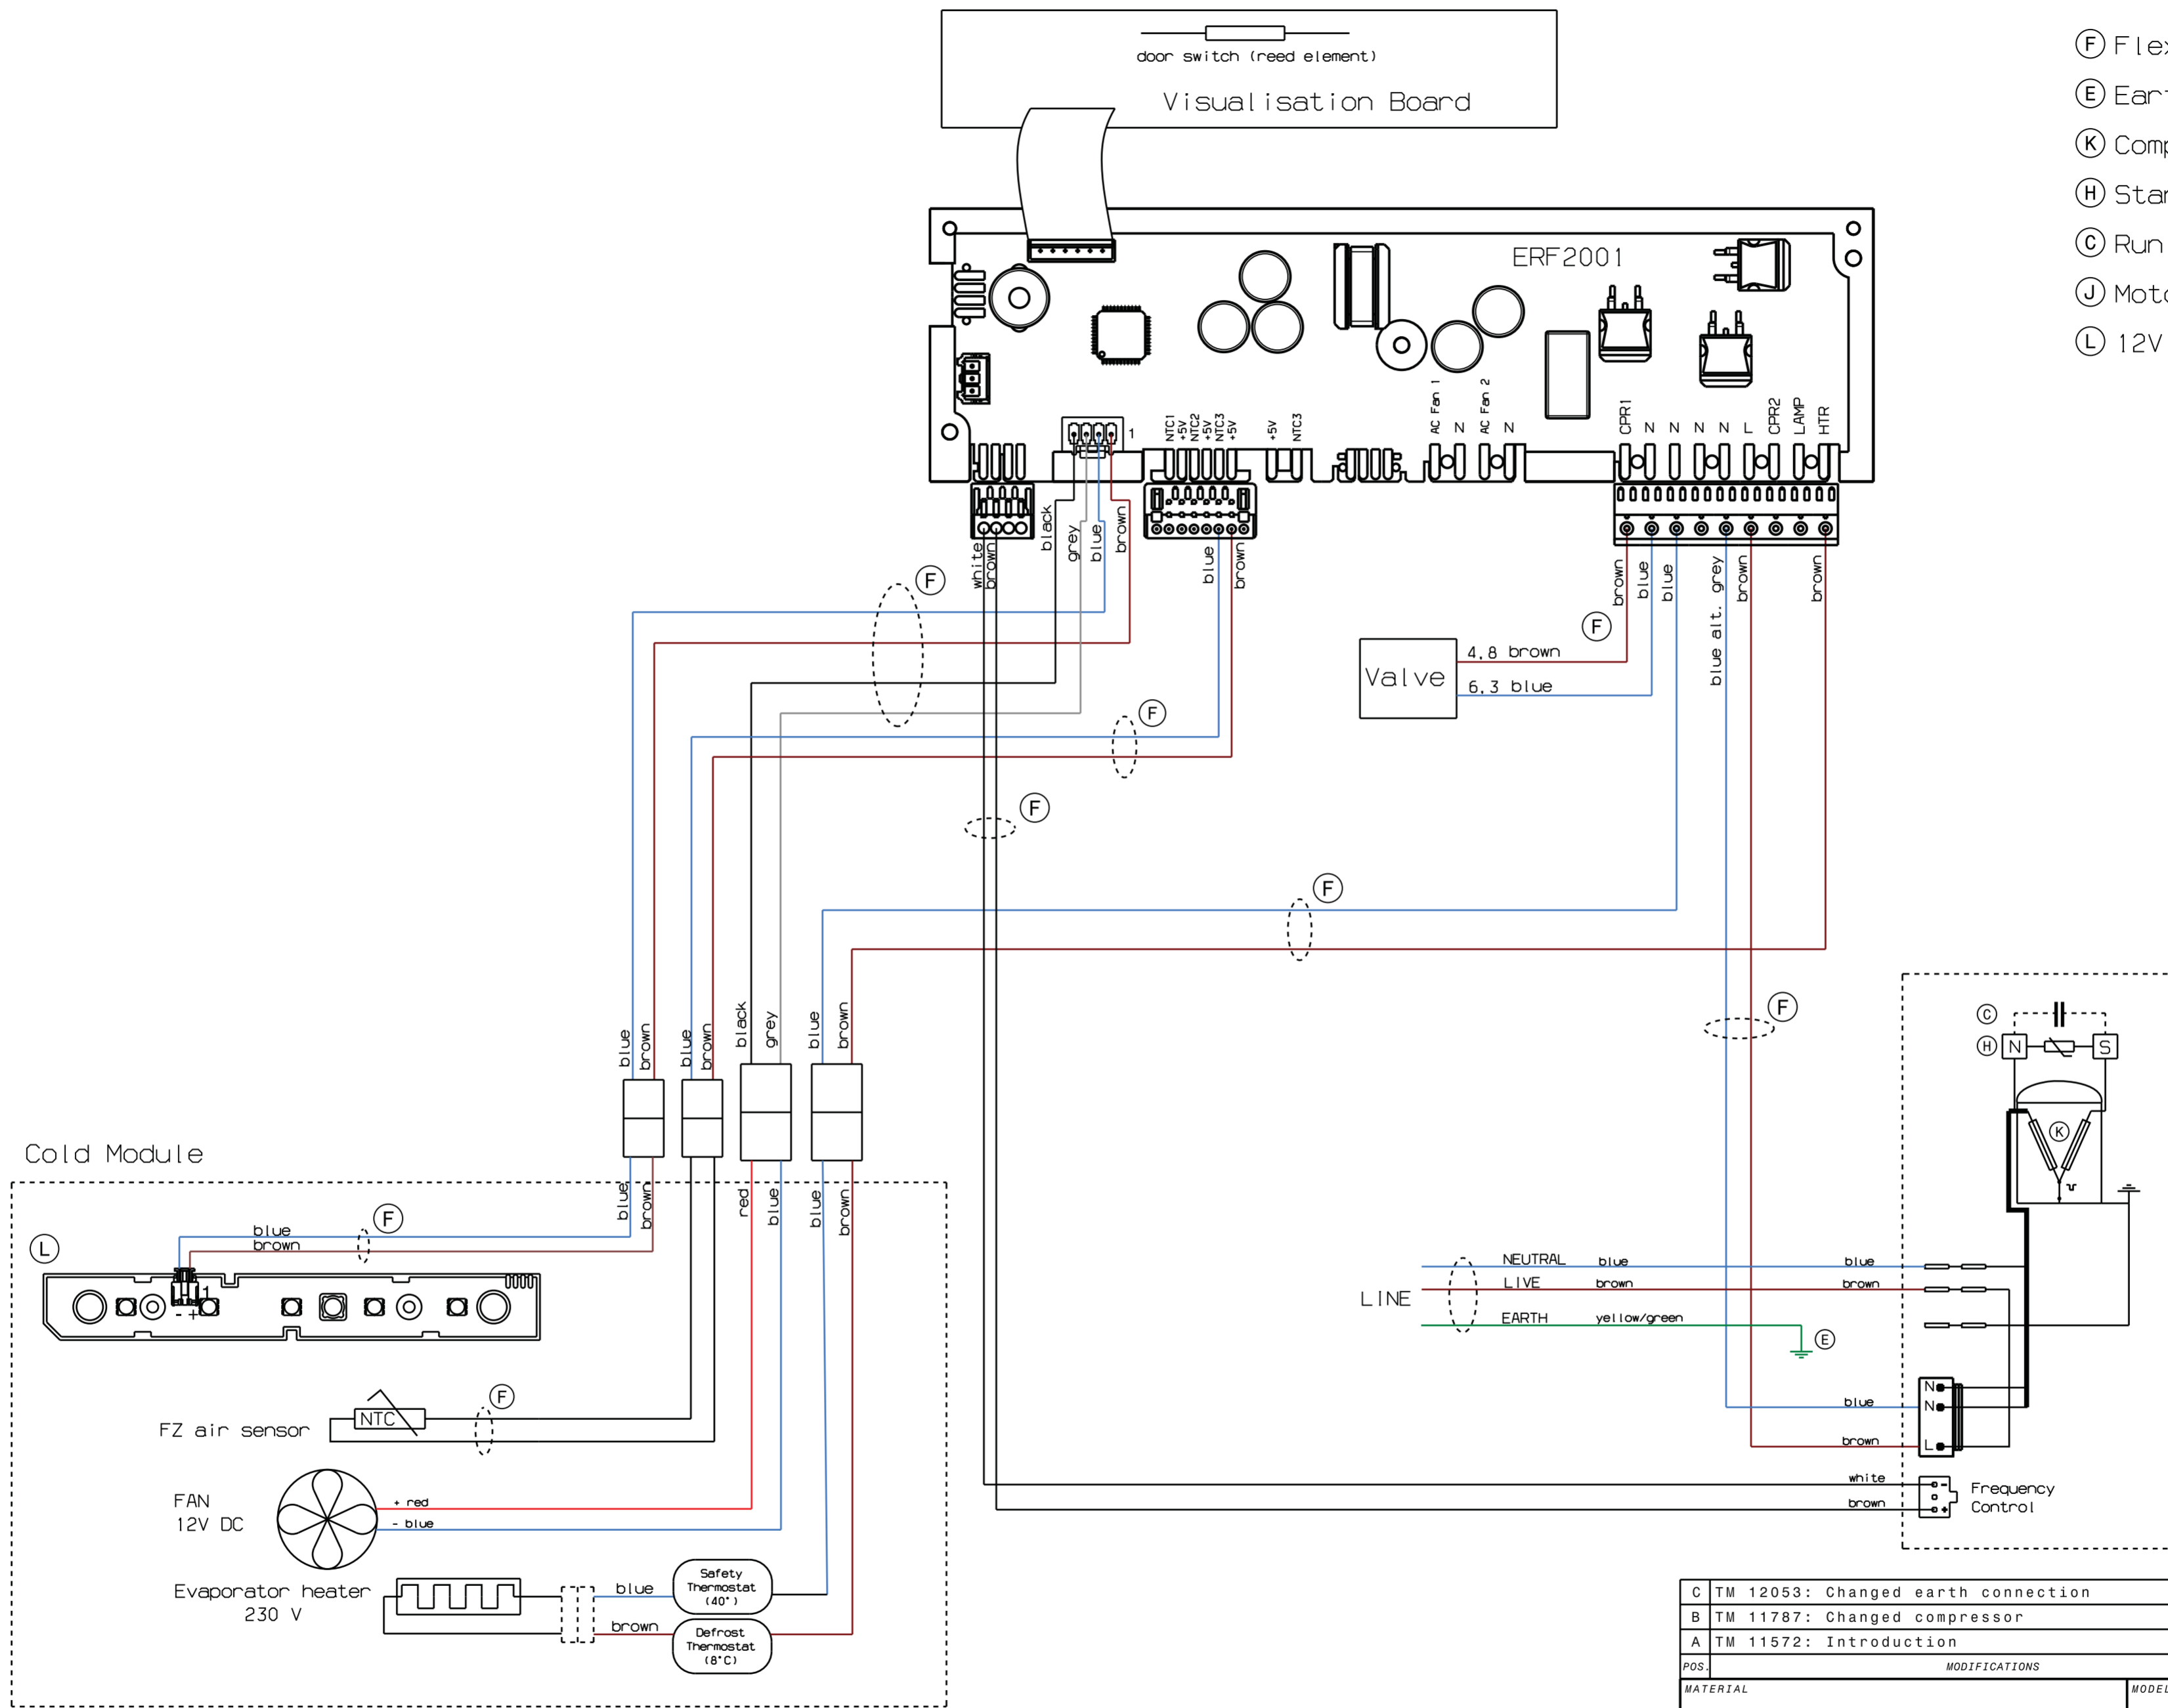 door switch (reed element)
Visualisation Board
F
E
K
H
C Run
J
L 12V
ERF2001
1
NTC1
+5V
NTC2
+5V
NTC3
+5V
+5V
NTC3
AC Fan 1
N
AC Fan 2
N
CPR1
N
N
N
N
L
CPR2
LAMP
HTR
white
brown
black
grey
blue
brown
blue
brown
brown
blue
blue
blue alt. grey
brown
brown
F
F
Valve
4,8 brown
6,3 blue
F
F
F
F
blue
brown
blue
brown
black
grey
blue
brown
C
H N S
K
Cold Module
blue
brown
red
blue
blue
brown
blue
brown
F
L
1
- +
NEUTRAL blue blue
LIVE brown brown
LINE
EARTH yellow/green
E
F
NTC
FZ air sensor
N
N
L
blue
brown
white
brown
-
+
Frequency
Control
FAN
12V DC
+ red
- blue
Evaporator heater
230 V
blue
brown
Safety
Thermostat
(40°)
Defrost
Thermostat
(8°C)
C TM 12053: Changed earth connection
B TM 11787: Changed compressor
A TM 11572: Introduction
POS. MODIFICATIONS
MATERIAL MODEL